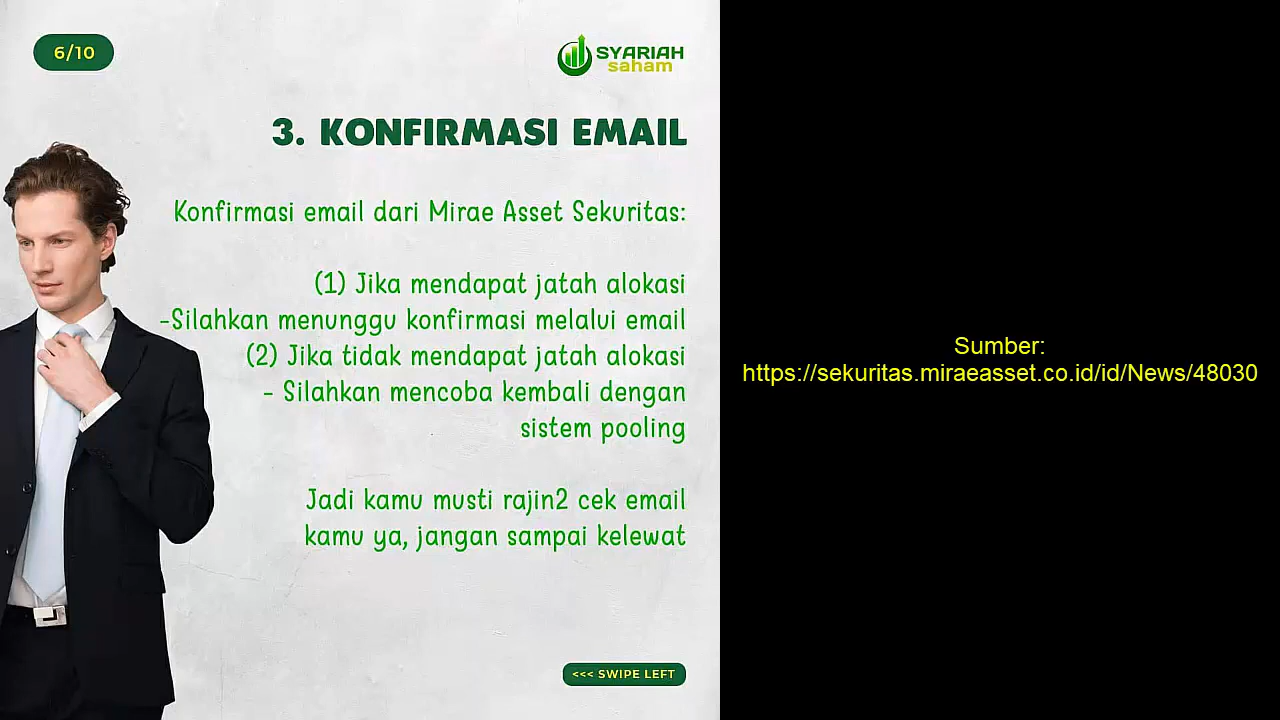 6/10
SYARIAH
saham
3. KONFIRMASI EMAIL
Konfirmasi email dari Mirae Asset Sekuritas:
(1) Jika mendapat jatah alokasi
-Silahkan menunggu konfirmasi melalui email
(2) Jika tidak mendapat jatah alokasi
- Silahkan mencoba kembali dengan
sistem pooling
Jadi kamu musti rajin2 cek email
kamu ya, jangan sampai kelewat
<<< SWIPE LEFT
Sumber:
https://sekuritas.miraeasset.co.id/id/News/48030